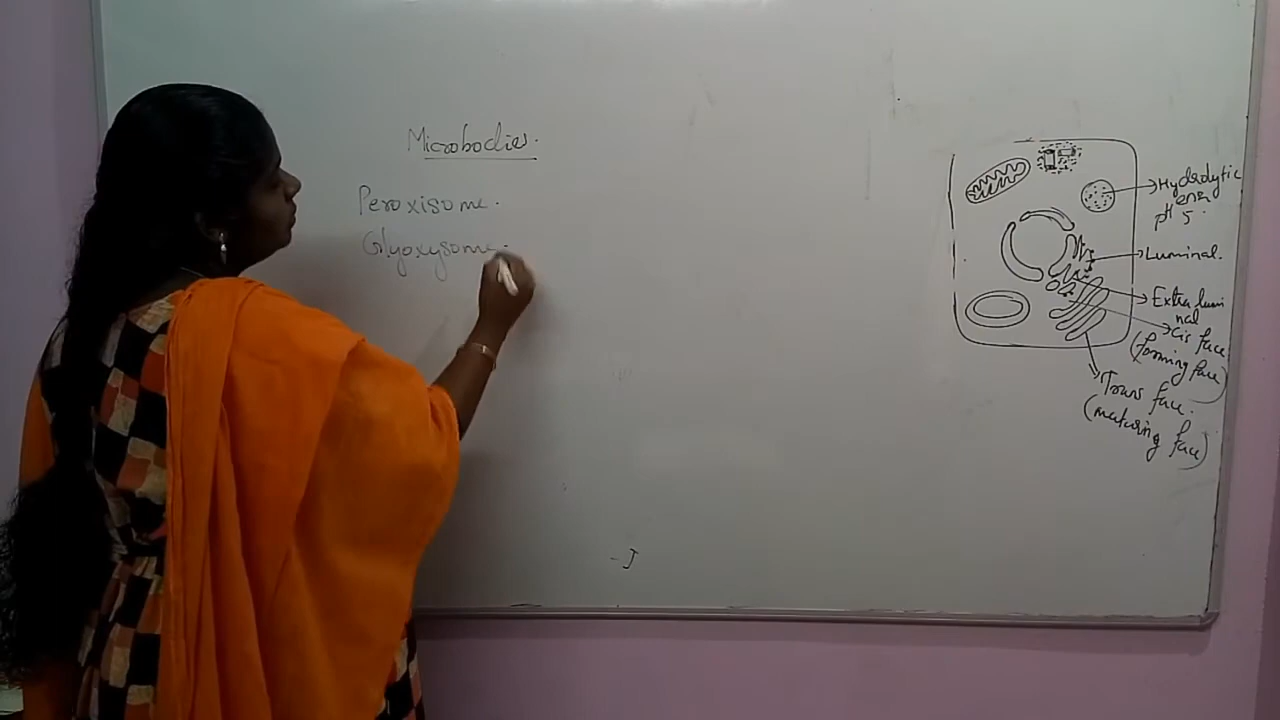 Microbodies.
Peroxisome.
Glyoxysome.
Hydrolytic
enz
pH 5.
Luminal.
Extra lumi
nal
Cis face
(forming face)
Trans face.
(maturing face)